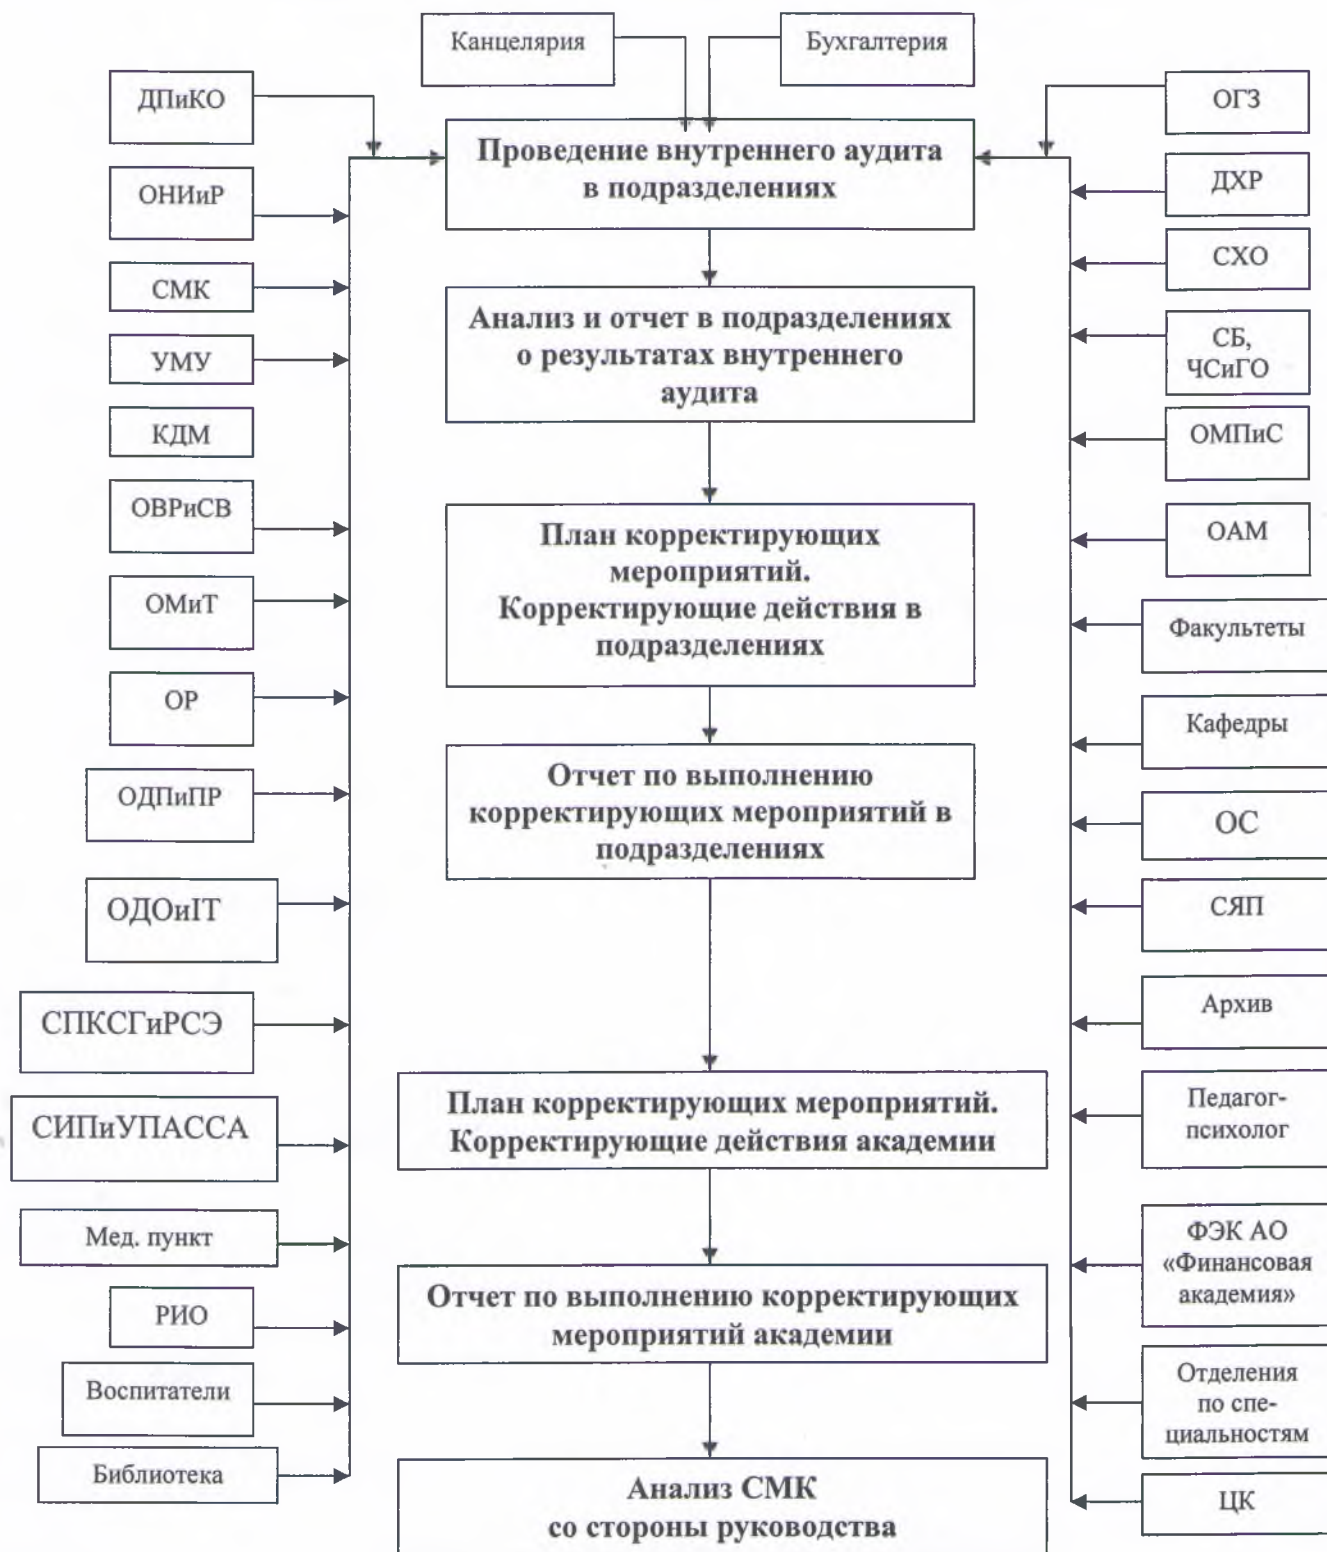 Канцелярия
Бухгалтерия
ДПиКО
ОНИиР
СМК
УМУ
КДМ
ОВРиСВ
ОМиТ
ОР
ОДПиПР
ОДОиІТ
СПКСГиРСЭ
СИПиУПАССА
Мед. пункт
РИО
Воспитатели
Библиотека
Проведение внутреннего аудита
в подразделениях
Анализ и отчет в подразделениях
о результатах внутреннего
аудита
План корректирующих
мероприятий.
Корректирующие действия в
подразделениях
Отчет по выполнению
корректирующих мероприятий в
подразделениях
План корректирующих мероприятий.
Корректирующие действия академии
Отчет по выполнению корректирующих
мероприятий академии
Анализ СМК
со стороны руководства
ОГЗ
ДХР
СХО
СБ,
ЧСиГО
ОМПиС
ОАМ
Факультеты
Кафедры
ОС
СЯП
Архив
Педагог-
психолог
ФЭК АО
«Финансовая
академия»
Отделения
по спе-
циальностям
ЦК